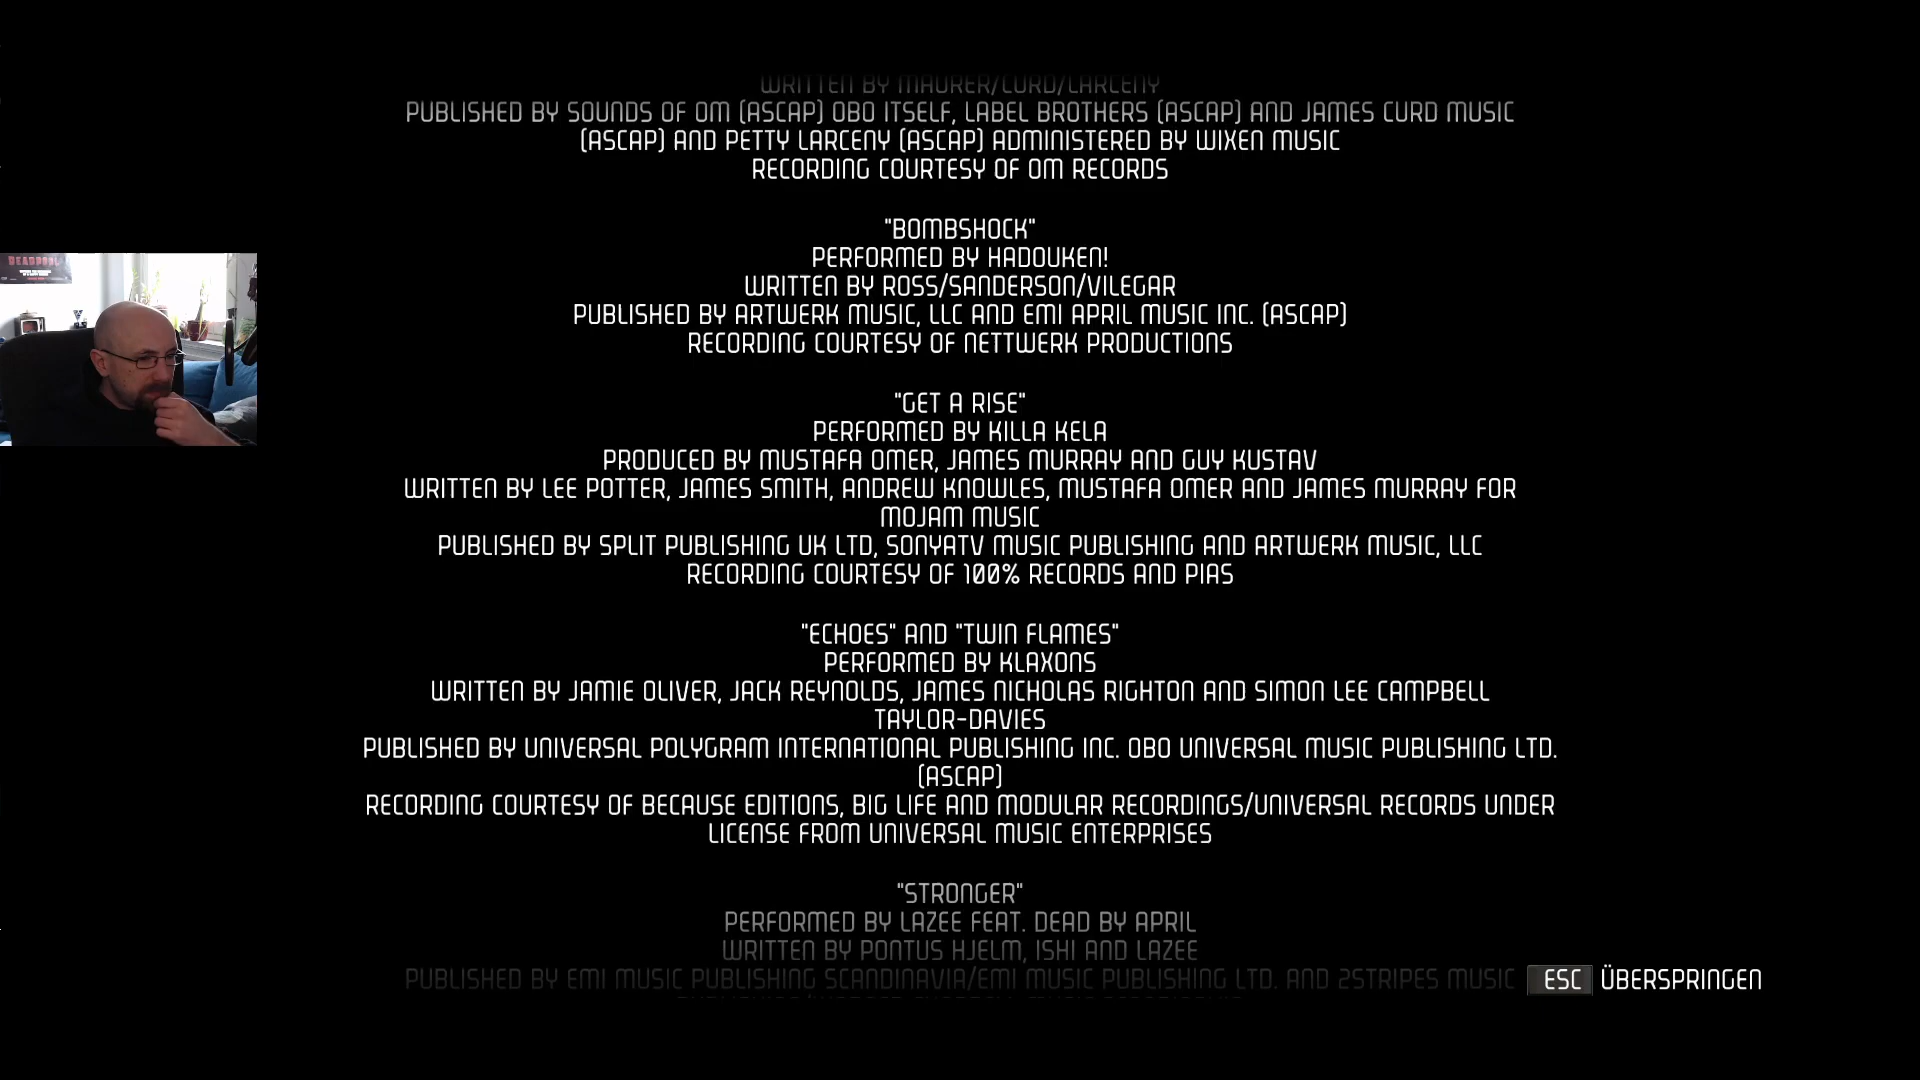 WRITTEN BY MAURER/CURD/LARCENY
PUBLISHED BY SOUNDS OF OM (ASCAP) OBO ITSELF, LABEL BROTHERS (ASCAP) AND JAMES CURD MUSIC
(ASCAP) AND PETTY LARCENY (ASCAP) ADMINISTERED BY WIXEN MUSIC
RECORDING COURTESY OF OM RECORDS
"BOMBSHOCK"
PERFORMED BY HADOUKEN!
WRITTEN BY ROSS/SANDERSON/VILEGAR
PUBLISHED BY ARTWERK MUSIC, LLC AND EMI APRIL MUSIC INC. (ASCAP)
RECORDING COURTESY OF NETTWERK PRODUCTIONS
DEADPOOL
"GET A RISE"
PERFORMED BY KILLA KELA
PRODUCED BY MUSTAFA OMER, JAMES MURRAY AND GUY KUSTAV
WRITTEN BY LEE POTTER, JAMES SMITH, ANDREW KNOWLES, MUSTAFA OMER AND JAMES MURRAY FOR
MOJAM MUSIC
PUBLISHED BY SPLIT PUBLISHING UK LTD, SONYATV MUSIC PUBLISHING AND ARTWERK MUSIC, LLC
RECORDING COURTESY OF 100% RECORDS AND PIAS
"ECHOES" AND "TWIN FLAMES"
PERFORMED BY KLAXONS
WRITTEN BY JAMIE OLIVER, JACK REYNOLDS, JAMES NICHOLAS RIGHTON AND SIMON LEE CAMPBELL
TAYLOR-DAVIES
PUBLISHED BY UNIVERSAL POLYGRAM INTERNATIONAL PUBLISHING INC. OBO UNIVERSAL MUSIC PUBLISHING LTD.
(ASCAP)
RECORDING COURTESY OF BECAUSE EDITIONS, BIG LIFE AND MODULAR RECORDINGS/UNIVERSAL RECORDS UNDER
LICENSE FROM UNIVERSAL MUSIC ENTERPRISES
"STRONGER"
PERFORMED BY LAZEE FEAT. DEAD BY APRIL
WRITTEN BY PONTUS HJELM, ISHI AND LAZEE
PUBLISHED BY EMI MUSIC PUBLISHING SCANDINAVIA/EMI MUSIC PUBLISHING LTD. AND 2STRIPES MUSIC
ESC ÜBERSPRINGEN